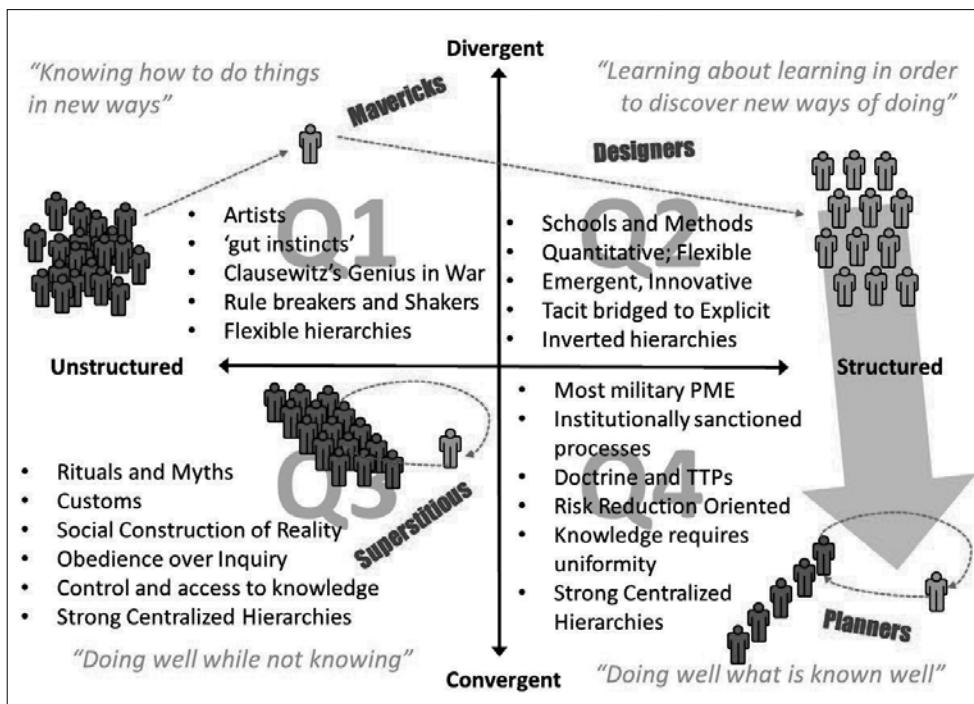 Divergent
“Knowing how to do things
in new ways”
Mavericks
“Learning about learning in order
to discover new ways of doing”
Designers
Q1
• Artists
• ‘gut instincts’
• Clausewitz’s Genius in War
• Rule breakers and Shakers
• Flexible hierarchies
Q2
• Schools and Methods
• Quantitative; Flexible
• Emergent, Innovative
• Tacit bridged to Explicit
• Inverted hierarchies
Unstructured
Structured
Q3
• Rituals and Myths
• Customs
• Social Construction of Reality
• Obedience over Inquiry
• Control and access to knowledge
• Strong Centralized Hierarchies
Superstitious
“Doing well while not knowing”
Q4
• Most military PME
• Institutionally sanctioned
processes
• Doctrine and TTPs
• Risk Reduction Oriented
• Knowledge requires
uniformity
• Strong Centralized
Hierarchies
Planners
“Doing well what is known well”
Convergent